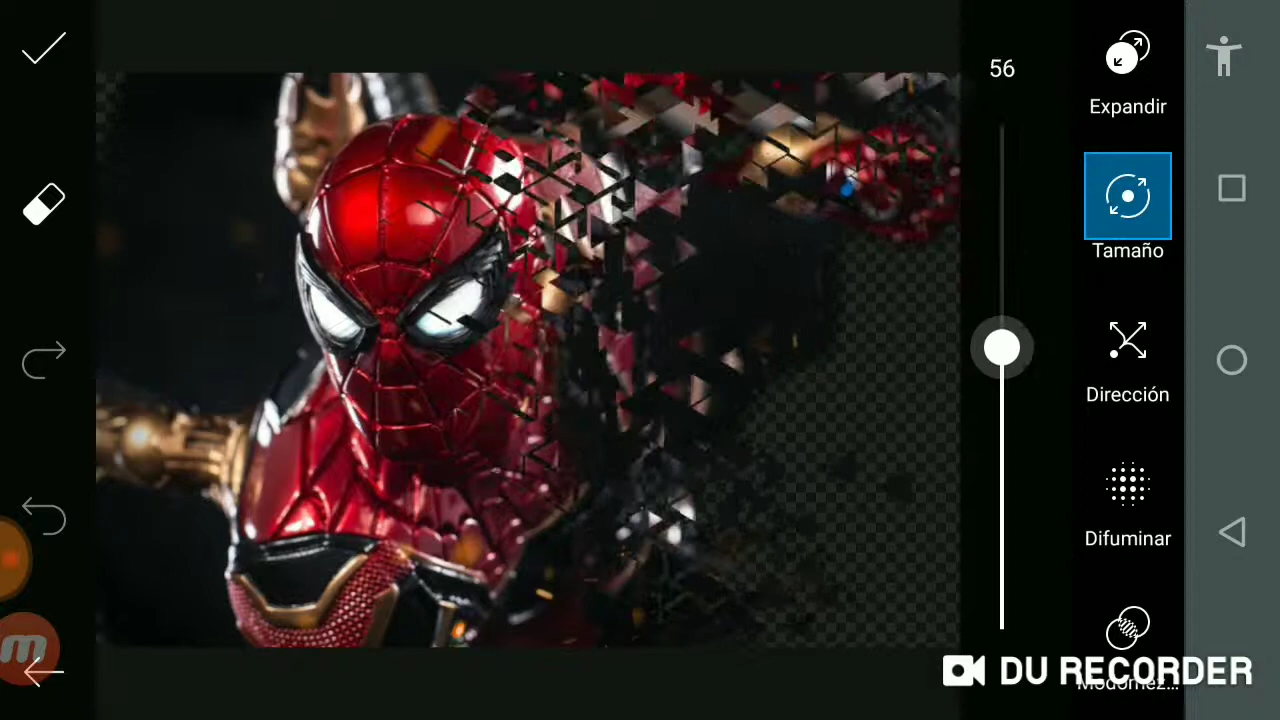 56
Expandir
Tamaño
Dirección
Difuminar
DU RECORDER